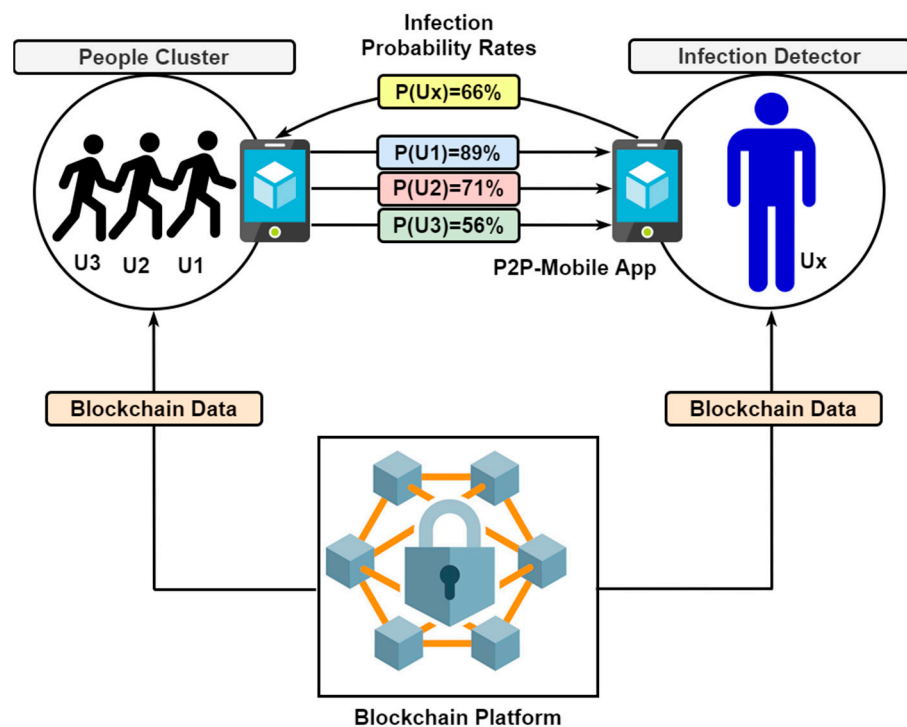 Infection
Probability Rates
People Cluster
Infection Detector
P(Ux)=66%
P(U1)=89%
P(U2)=71%
P(U3)=56%
U3 U2 U1
Ux
P2P-Mobile App
Blockchain Data
Blockchain Data
Blockchain Platform